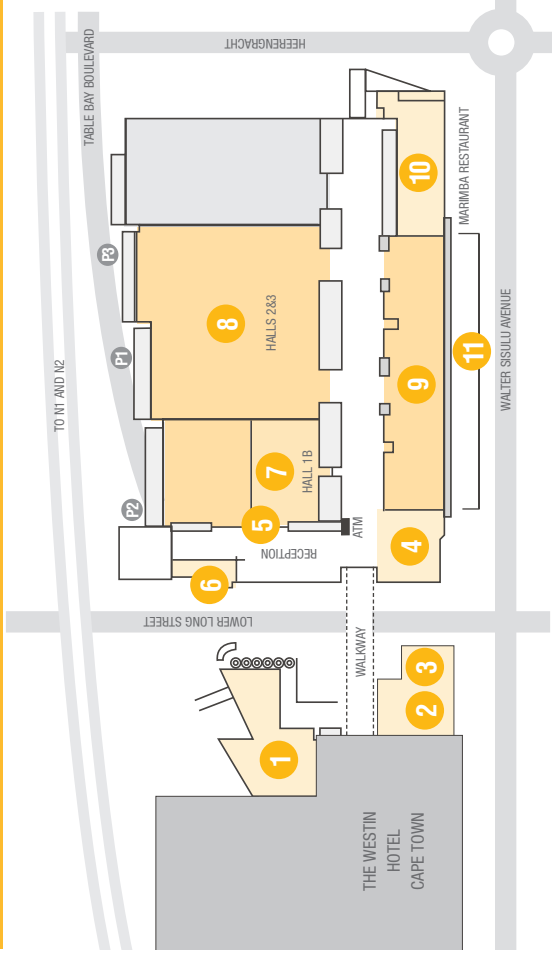 HEERENGRACHT
TABLE BAY BOULEVARD
TO N1 AND N2
10
MARIMBA RESTAURANT
P3
8
HALLS 2&3
P1
9
11
WALTER SISULU AVENUE
7
HALL 1B
P2
5
ATM
RECEPTION
4
6
LOWER LONG STREET
WALKWAY
3
2
1
THE WESTIN
HOTEL
CAPE TOWN